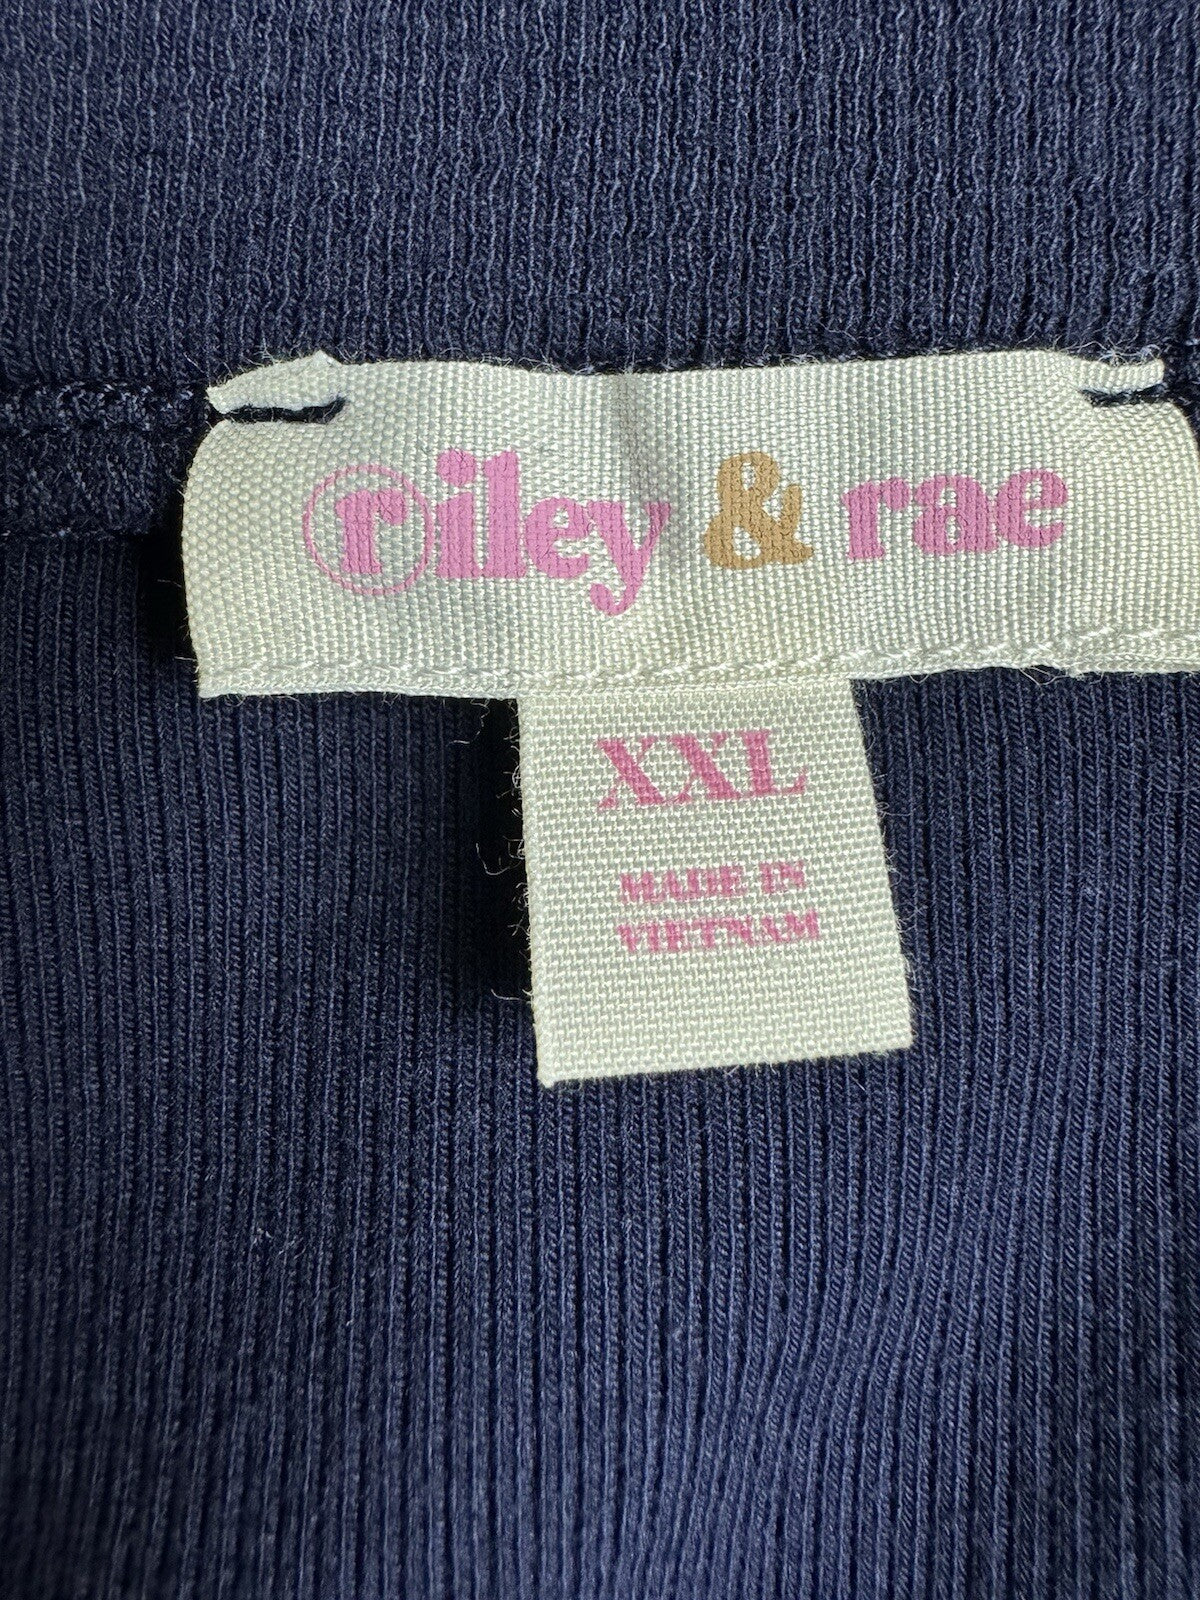 riley & rae
XXL
MADE IN
VIETNAM